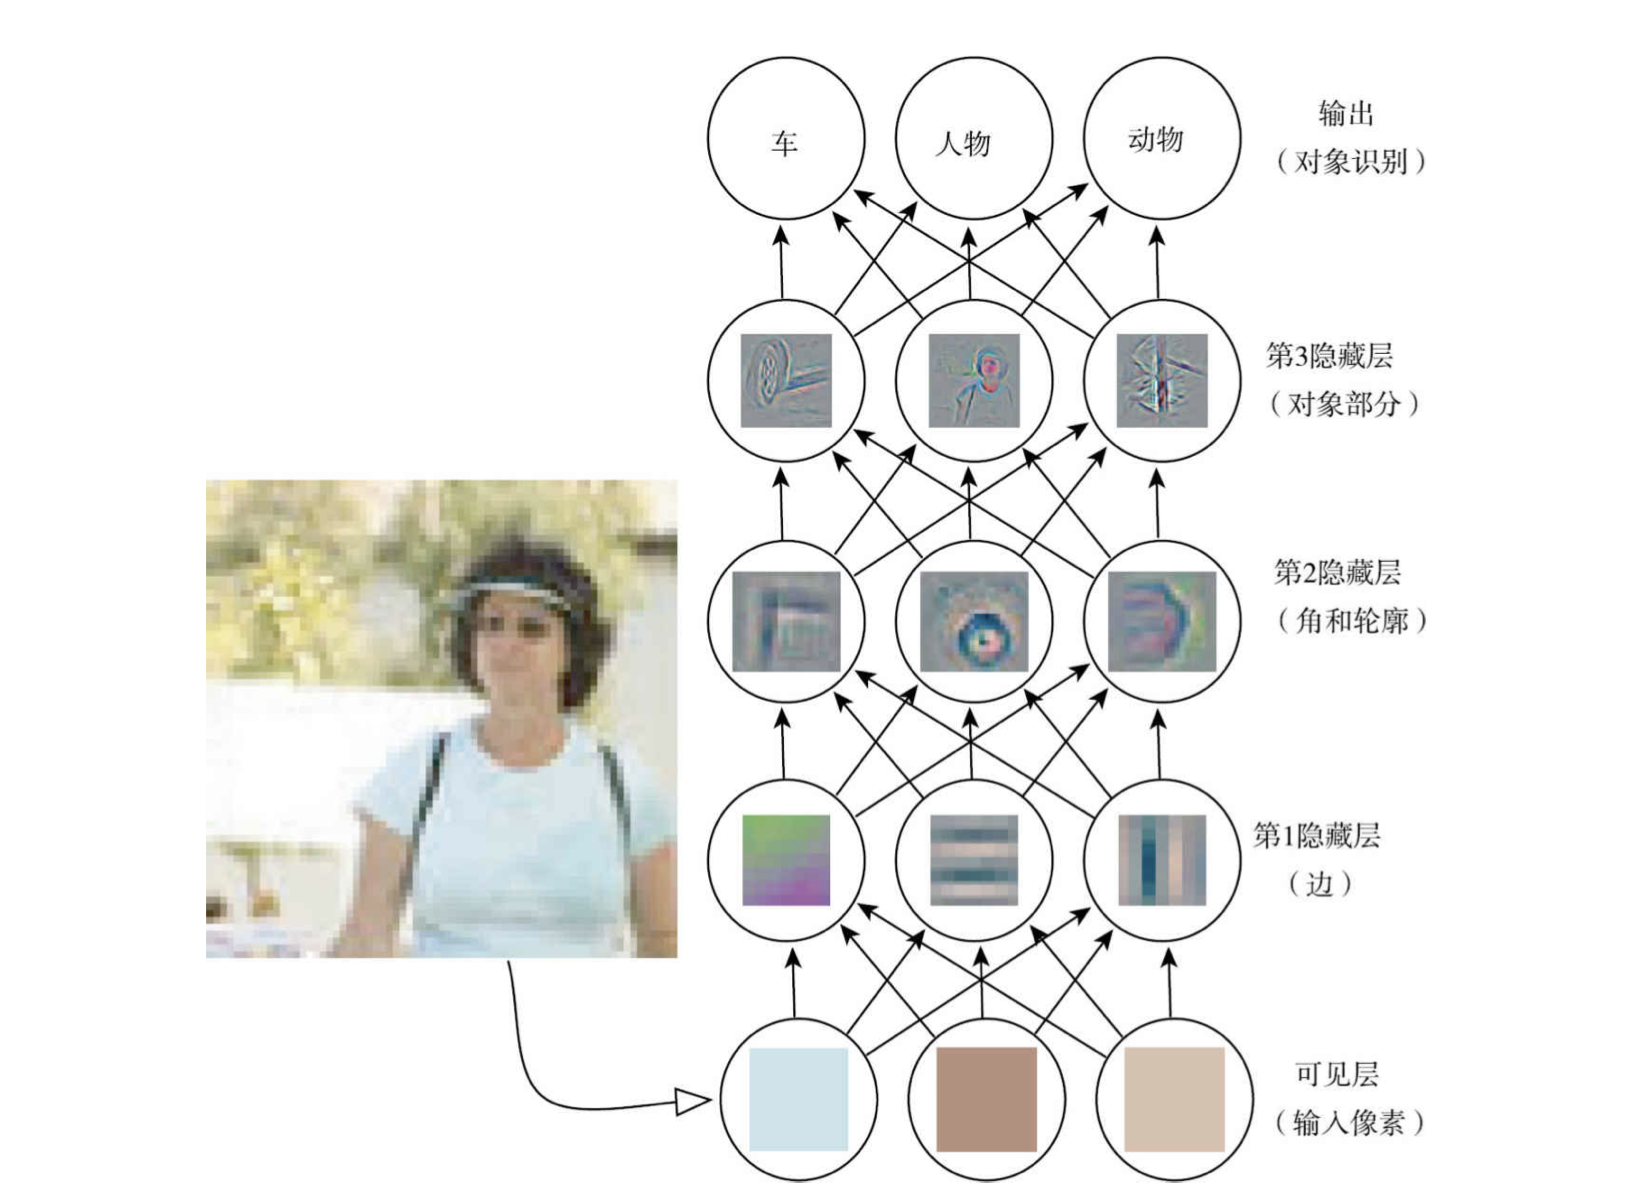 车
人物
动物
输出
（对象识别）
第3隐藏层
（对象部分）
第2隐藏层
（角和轮廓）
第1隐藏层
（边）
可见层
（输入像素）